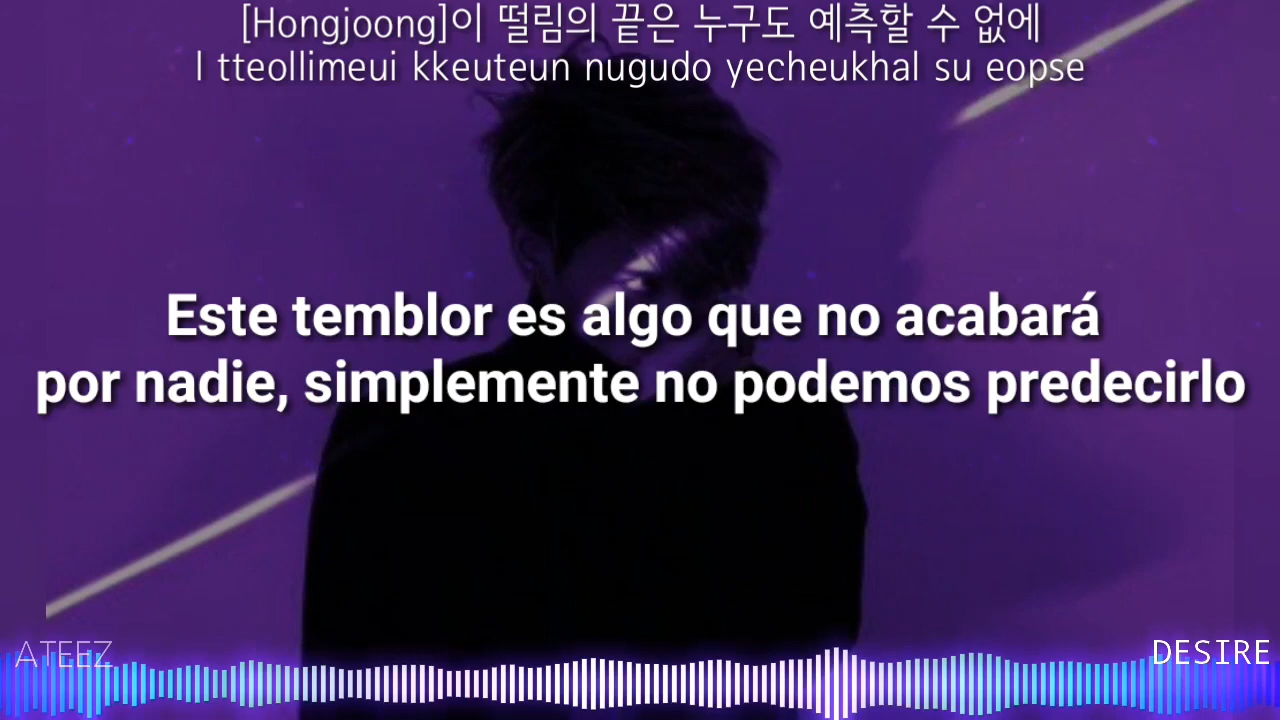 [Hongjoong]이 떨림의 끝은 누구도 예측할 수 없에
I tteollimeui kkeuteun nugudo yecheukhal su eopse
Este temblor es algo que no acabará
por nadie, simplemente no podemos predecirlo
ATEEZ
DESIRE